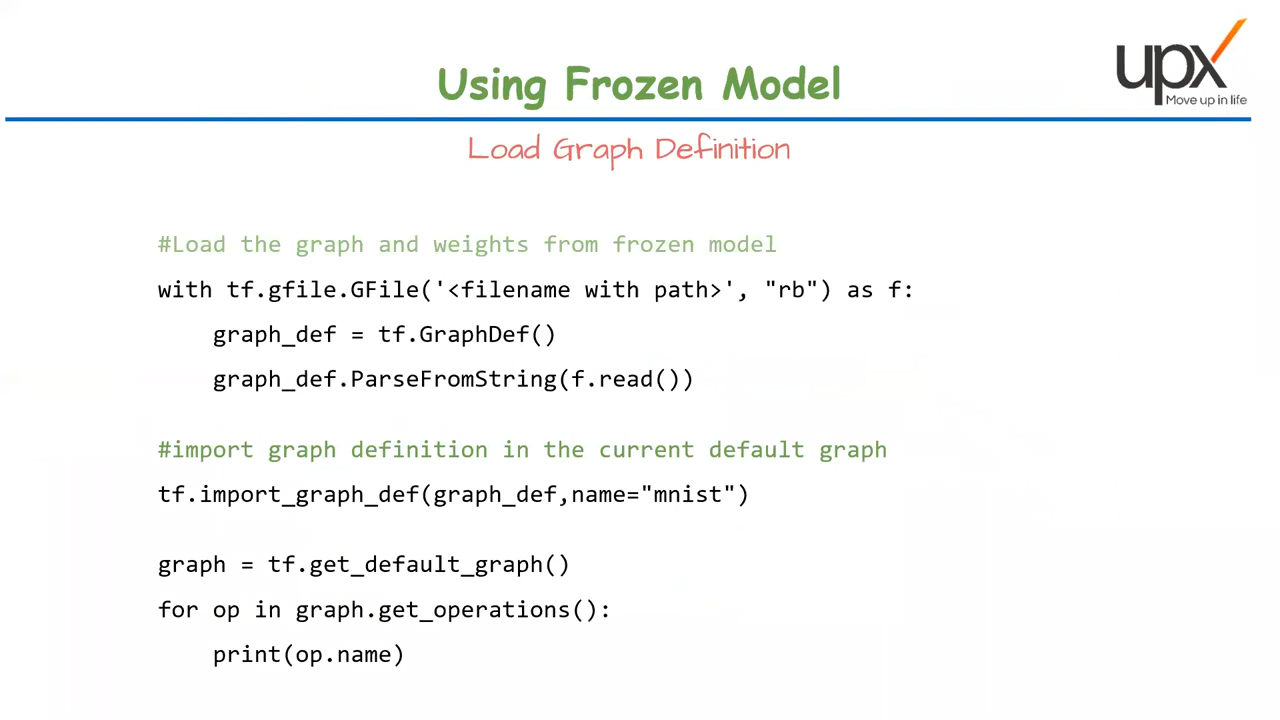 upx
Move up in life
Using Frozen Model
Load Graph Definition
#Load the graph and weights from frozen model
with tf.gfile.GFile('<filename with path>', "rb") as f:
    graph_def = tf.GraphDef()
    graph_def.ParseFromString(f.read())
#import graph definition in the current default graph
tf.import_graph_def(graph_def,name="mnist")
graph = tf.get_default_graph()
for op in graph.get_operations():
    print(op.name)